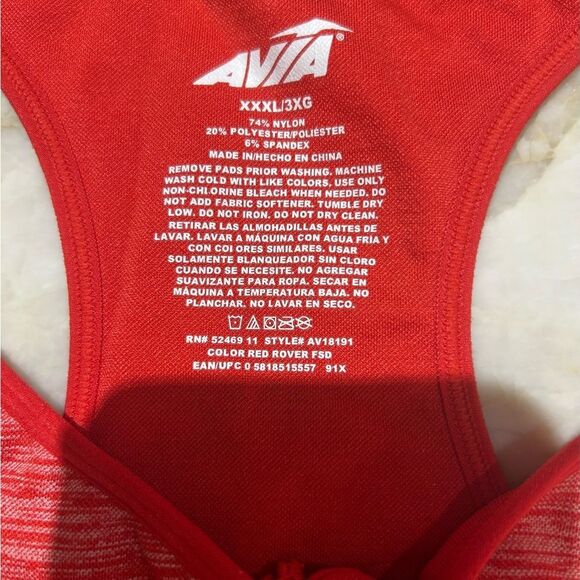 AVIA®
XXXL/3XG
74% NYLON
20% POLYESTER/POLIÉSTER
6% SPANDEX
MADE IN/HECHO EN CHINA
REMOVE PADS PRIOR WASHING. MACHINE
WASH COLD WITH LIKE COLORS. USE ONLY
NON-CHLORINE BLEACH WHEN NEEDED. DO
NOT ADD FABRIC SOFTENER. TUMBLE DRY
LOW. DO NOT IRON. DO NOT DRY CLEAN.
RETIRAR LAS ALMOHADILLAS ANTES DE
LAVAR. LAVAR A MÁQUINA CON AGUA FRÍA Y
CON COLORES SIMILARES. USAR
SOLAMENTE BLANQUEADOR SIN CLORO
CUANDO SE NECESITE. NO AGREGAR
SUAVIZANTE PARA ROPA. SECAR EN
MÁQUINA A TEMPERATURA BAJA. NO
PLANCHAR. NO LAVAR EN SECO.
RN# 52469 11 STYLE# AV18191
COLOR RED ROVER FSD
EAN/UPC 0 5818515557 91X